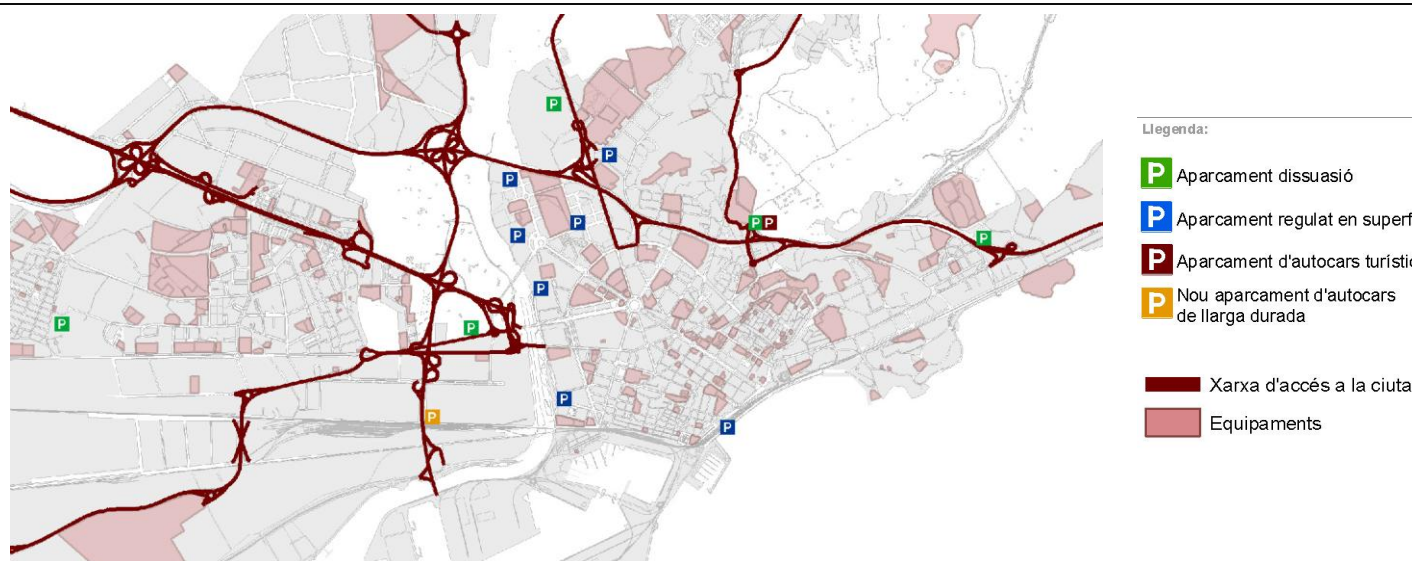 Llegenda:
P Aparcament dissuasió
P Aparcament regulat en superf
P Aparcament d'autocars turístic
P Nou aparcament d'autocars
de llarga durada
Xarxa d'accés a la ciuta
Equipaments
P
P
P
P
P P
P
P
P
P
P
P
P
P
P